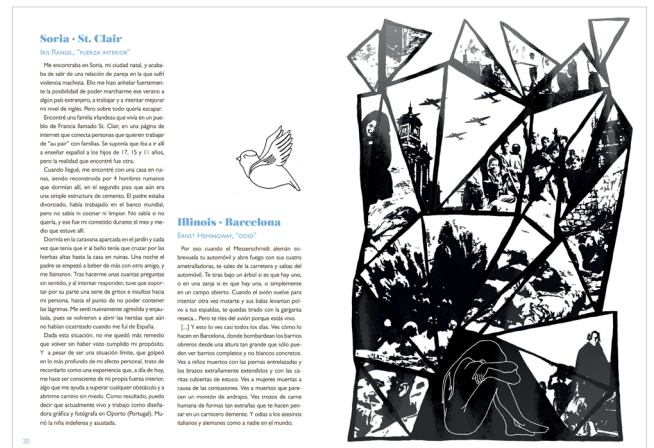 Soria · St. Clair
Iris Rangil, “fuerza interior”
Me encontraba en Soria, mi ciudad natal, y acaba-
ba de salir de una relación de pareja en la que sufrí
violencia machista. Ello me hizo anhelar fuertemen-
te la posibilidad de poder marcharme ese verano a
algún país extranjero, a trabajar y a intentar mejorar
mi nivel de inglés. Pero sobre todo quería escapar.
Encontré una familia irlandesa que vivía en un pue-
blo de Francia llamado St. Clair, en una página de
internet que conecta personas que quieren trabajar
de “au pair” con familias. Se suponía que iba a ir allí
a enseñar español a los hijos de 17, 15 y 11 años,
pero la realidad que encontré fue otra.
Cuando llegué, me encontré con una casa en rui-
nas, siendo reconstruida por 4 hombres rumanos
que dormían allí, en el segundo piso que aún era
una simple estructura de cemento. El padre estaba
divorciado, había trabajado en el banco mundial,
pero no sabía ni cocinar ni limpiar. No sabía o no
quería, y ese fue mi cometido durante el mes y me-
dio que estuve allí.
Dormía en la caravana aparcada en el jardín y cada
vez que tenía que ir al baño tenía que cruzar por las
hierbas altas hasta la casa en ruinas. Una noche el
padre se empezó a beber de más con otro amigo, y
me llamaron. Tras hacerme unas cuantas preguntas
sin sentido, y al intentar responder, tuve que sopor-
tar por su parte una serie de gritos e insultos hacia
mi persona, hasta el punto de no poder contener
las lágrimas. Me sentí nuevamente agredida y enjau-
lada, pues se volvieron a abrir las heridas que aún
no habían cicatrizado cuando me fui de España.
Dada esta situación, no me quedó más remedio
que volver sin haber visto cumplido mi propósito.
Y a pesar de ser una situación límite, que golpeó
en lo más profundo de mi afecto personal, trato de
recordarlo como una experiencia que, a día de hoy,
me hace ser consciente de mi propia fuerza interior;
algo que me ayuda a superar cualquier obstáculo y a
abrirme camino sin miedo. Como resultado, puedo
decir que actualmente vivo y trabajo como diseña-
dora gráfica y fotógrafa en Oporto (Portugal). Mu-
rió la niña indefensa y asustada.
20
Illinois · Barcelona
Ernst Hemingway, “odio”
Por eso cuando el Messerschmidt alemán so-
brevuela tu automóvil y abre fuego con sus cuatro
ametralladoras, te sales de la carretera y saltas del
automóvil. Te tiras bajo un árbol si es que hay uno,
o en una zanja si es que hay una, o simplemente
en un campo abierto. Cuando el avión vuelve para
intentar otra vez matarte y sus balas levantan pol-
vo a tus espaldas, te quedas tirado con la garganta
reseca... Pero te ríes del avión porque estás vivo.
[...] Y esto lo ves casi todos los días. Ves cómo lo
hacen en Barcelona, donde bombardean los barrios
obreros desde una altura tan grande que sólo pue-
den ver barrios completos y no blancos concretos.
Ves a niños muertos con las piernas entrelazadas y
los brazos extrañamente extendidos y con las ca-
ritas cubiertas de estuco. Ves a mujeres muertas a
causa de las contusiones. Ves a muertos que pare-
cen un montón de andrajos. Ves trozos de carne
humana de formas tan extrañas que te hacen pen-
sar en un carnicero demente. Y odias a los asesinos
italianos y alemanes como a nadie en el mundo.